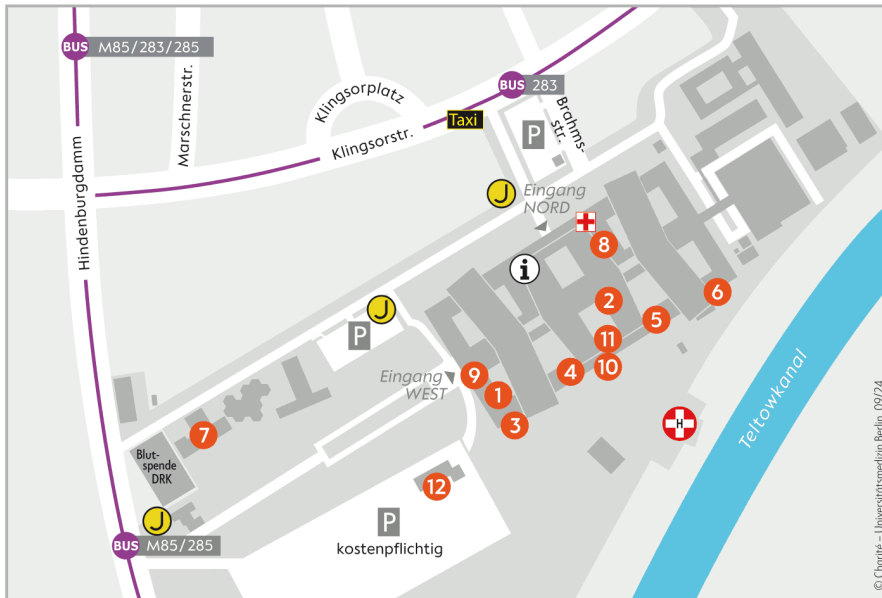 BUS M85/283/285
Marschnerstr.
Klingsorplatz
BUS 283
Taxi
Klingsorstr.
P
Brahms-
str.
Hindenburgdamm
J
Eingang
NORD
8
i
2
6
J
P
5
11
Eingang
WEST
9
4
10
1
3
H
Teltowkanal
7
Blut-
spende
DRK
12
J
P
kostenpflichtig
BUS M85/285
© Charité – Universitätsmedizin Berlin, 09/24